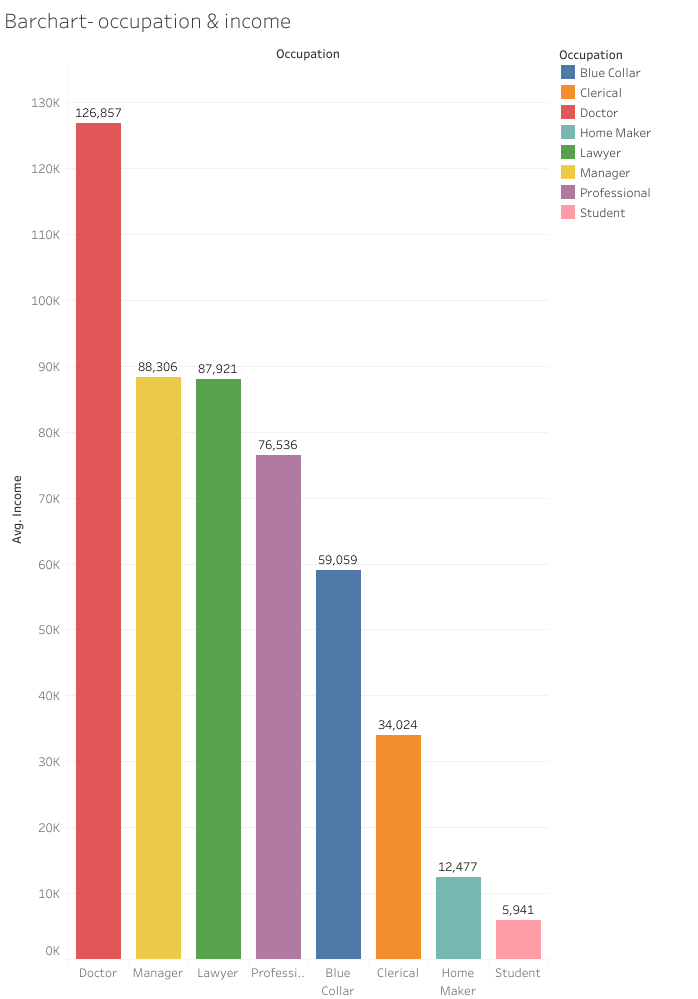 Barchart- occupation & income
Occupation
Occupation
Blue Collar
Clerical
Doctor
Home Maker
Lawyer
Manager
Professional
Student
Avg. Income
130K
120K
110K
100K
90K
80K
70K
60K
50K
40K
30K
20K
10K
0K
126,857
88,306
87,921
76,536
59,059
34,024
12,477
5,941
Doctor
Manager
Lawyer
Professi..
Blue
Collar
Clerical
Home
Maker
Student